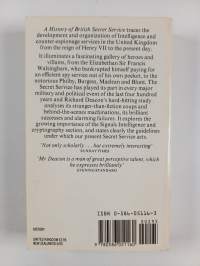 A History of British Secret Service traces the
development and organization of Intelligence and
counter-espionage services in the United Kingdom
from the reign of Henry VII to the present day.
It illuminates a fascinating gallery of heroes and
villains, from the Elizabethan Sir Francis
Walsingham, who bankrupted himself paying for
an efficient spy service out of his own pocket, to the
notorious Philby, Burgess, Maclean and Blunt. The
Secret Service has played its part in every major
military and political event of the last four hundred
years and Richard Deacon's hard-hitting study
analyses its stranger-than-fiction coups and
behind-the-scenes machinations, its brilliant
successes and alarming failures. It explores the
growing importance of the Signals Intelligence and
cryptography section, and states clearly the guidelines
under which our present Secret Service acts.
'Not only scholarly . . . but extremely interesting'
SUNDAY TIMES
'Mr Deacon is a man of great perceptive talent, which
he expresses brilliantly'
EVENING STANDARD
HISTORY
UNITED KINGDOM
ISBN 0-586-05116-3